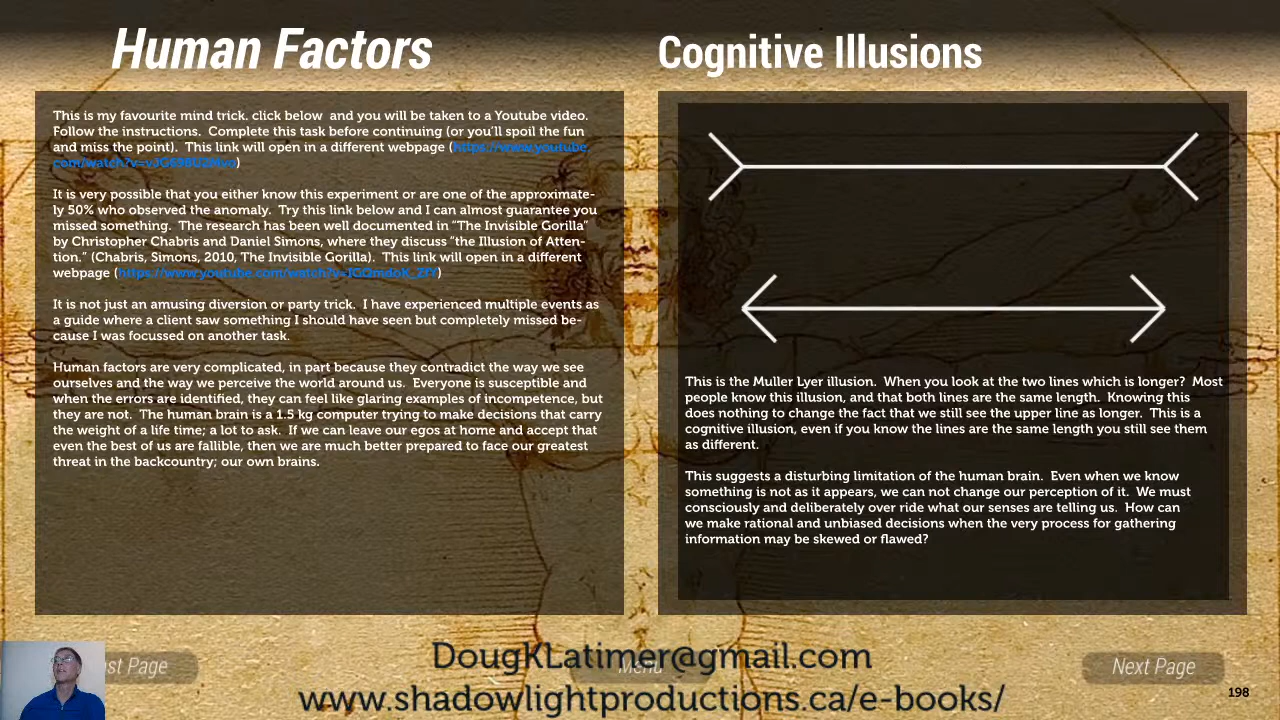 Human Factors
This is my favourite mind trick. click below and you will be taken to a Youtube video.
Follow the instructions. Complete this task before continuing (or you'll spoil the fun
and miss the point). This link will open in a different webpage (https://www.youtube.
It is very possible that you either know this experiment or are one of the approximate-
ly 50% who observed the anomaly. Try this link below and I can almost guarantee you
missed something. The research has been well documented in "The Invisible Gorilla"
by Christopher Chabris and Daniel Simons, where they discuss "the Illusion of Atten-
tion." (Chabris, Simons, 2010, The Invisible Gorilla). This link will open in a different
webpage (https://www.youtube.com/watch?v=IGQmdoK_ZfY)
It is not just an amusing diversion or party trick. I have experienced multiple events as
a guide where a client saw something I should have seen but completely missed be-
cause I was focussed on another task.
Human factors are very complicated, in part because they contradict the way we see
ourselves and the way we perceive the world around us. Everyone is susceptible and
when the errors are identified, they can feel like glaring examples of incompetence, but
they are not. The human brain is a 1.5 kg computer trying to make decisions that carry
the weight of a life time; a lot to ask. If we can leave our egos at home and accept that
even the best of us are fallible, then we are much better prepared to face our greatest
threat in the backcountry; our own brains.
Cognitive Illusions
This is the Muller Lyer illusion. When you look at the two lines which is longer? Most
people know this illusion, and that both lines are the same length. Knowing this
does nothing to change the fact that we still see the upper line as longer. This is a
cognitive illusion, even if you know the lines are the same length you still see them
as different.
This suggests a disturbing limitation of the human brain. Even when we know
something is not as it appears, we can not change our perception of it. We must
consciously and deliberately over ride what our senses are telling us. How can
we make rational and unbiased decisions when the very process for gathering
information may be skewed or flawed?
DougKLatimer@gmail.com
Page
Menu
Next Page
www.shadowlightproductions.ca/e-books/
198